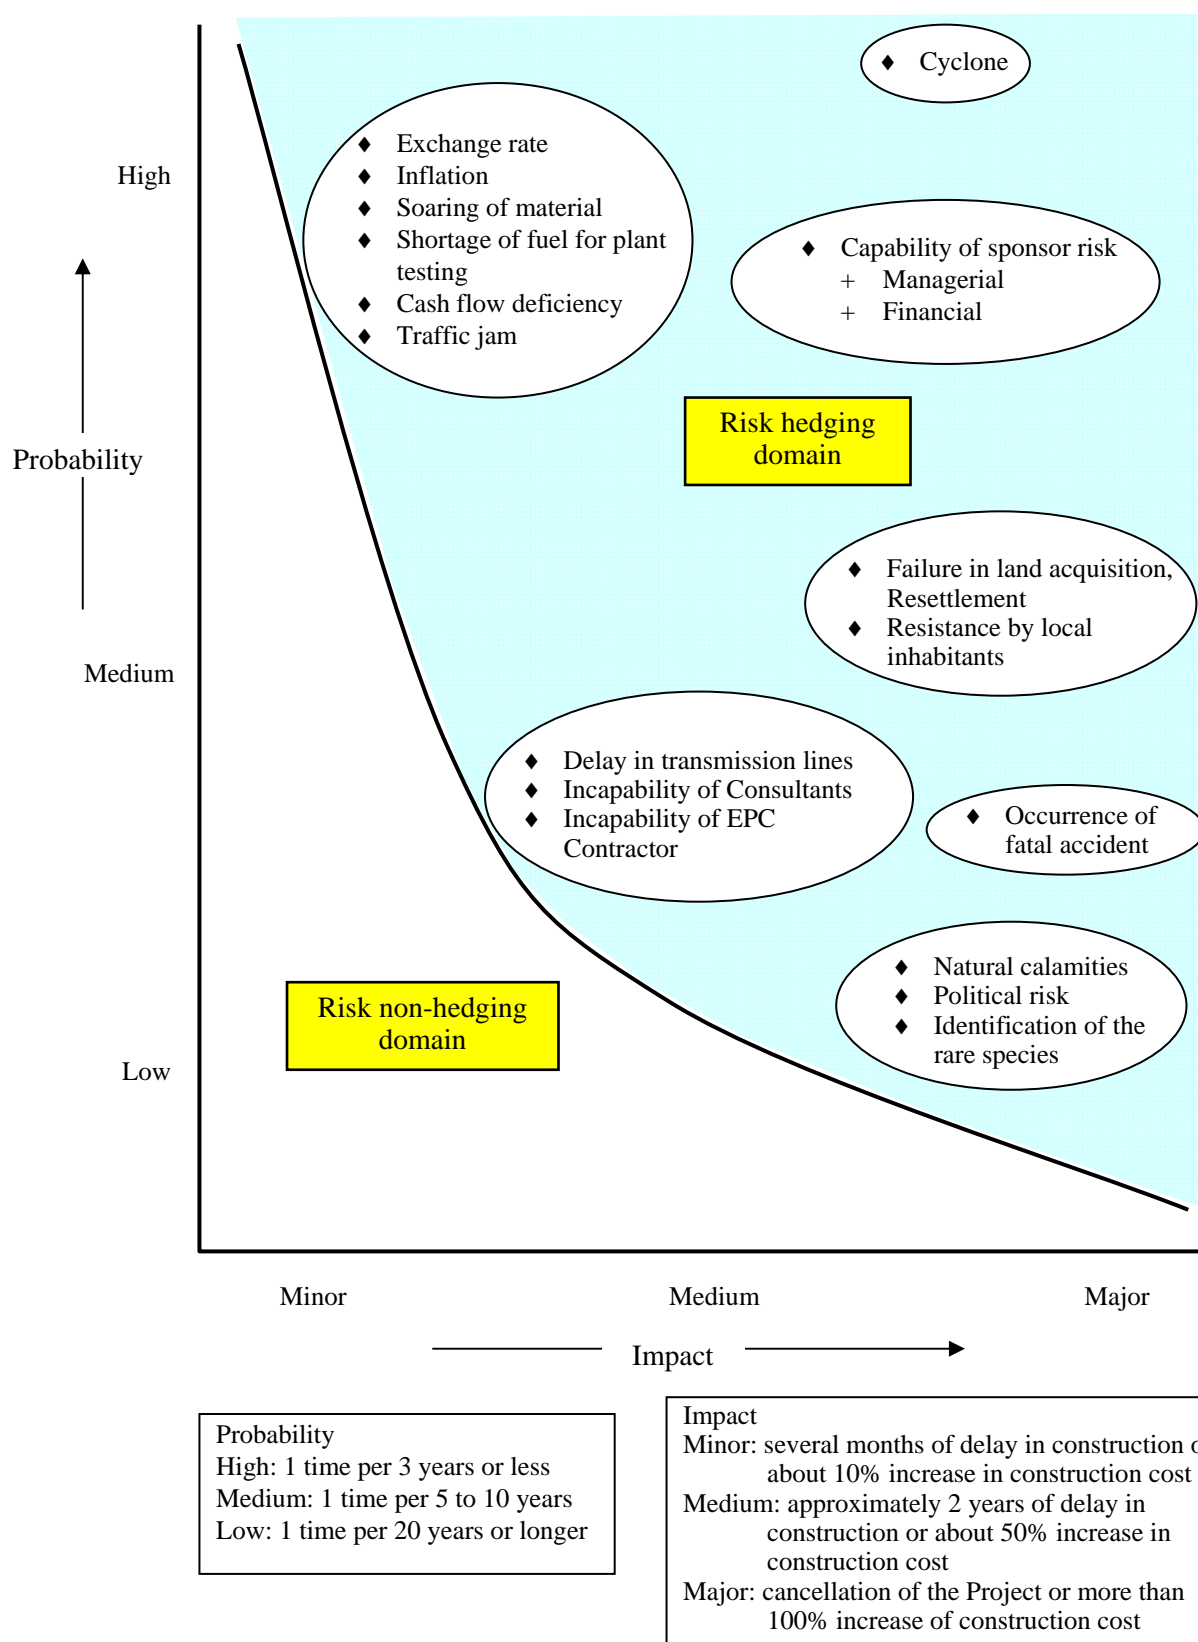 ♦ Cyclone
♦ Exchange rate
♦ Inflation
♦ Soaring of material
♦ Shortage of fuel for plant
testing
♦ Cash flow deficiency
♦ Traffic jam
High
♦ Capability of sponsor risk
+ Managerial
+ Financial
Risk hedging
domain
Probability
♦ Failure in land acquisition,
Resettlement
♦ Resistance by local
inhabitants
Medium
♦ Delay in transmission lines
♦ Incapability of Consultants
♦ Incapability of EPC
Contractor
♦ Occurrence of
fatal accident
♦ Natural calamities
♦ Political risk
♦ Identification of the
rare species
Risk non-hedging
domain
Low
Minor
Medium
Major
Impact
Probability
High: 1 time per 3 years or less
Medium: 1 time per 5 to 10 years
Low: 1 time per 20 years or longer
Impact
Minor: several months of delay in construction
about 10% increase in construction cost
Medium: approximately 2 years of delay in
construction or about 50% increase in
construction cost
Major: cancellation of the Project or more than
100% increase of construction cost